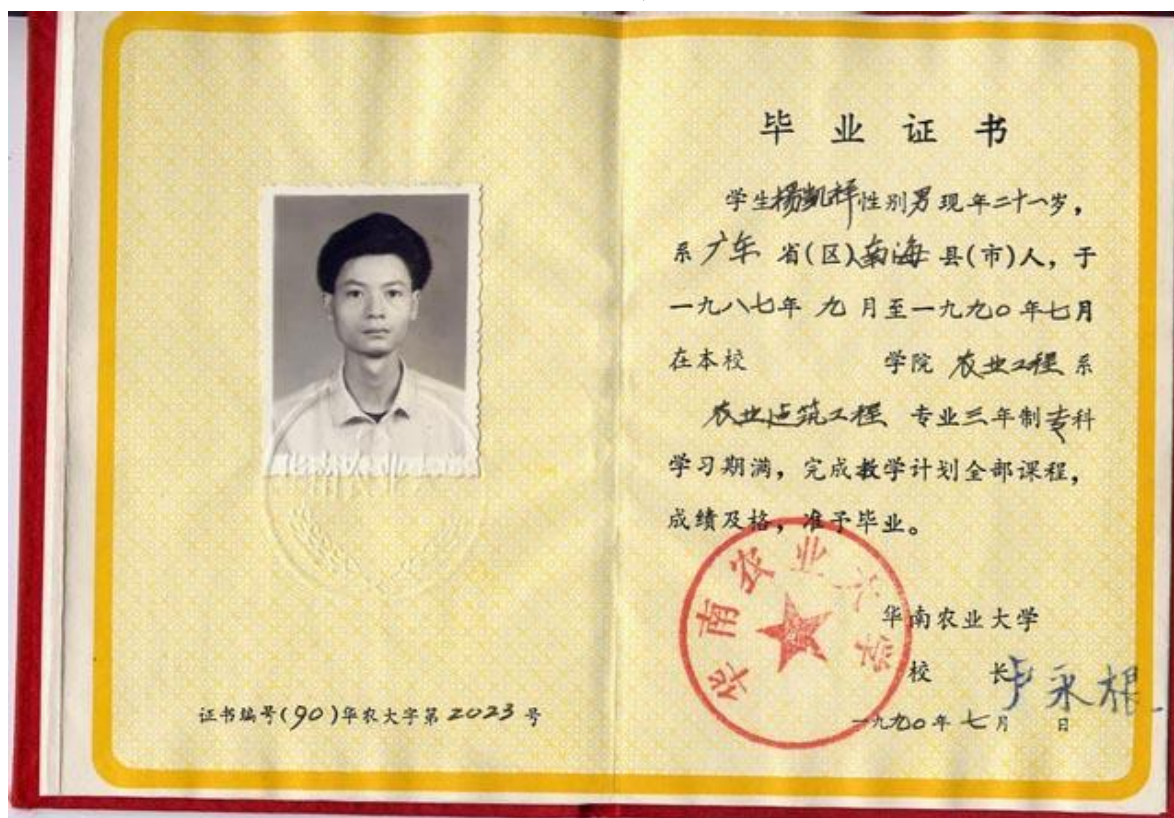 毕业证书
学生楊凯祥性别男现年二十一岁，
系广东省(区)南海县(市)人，于
一九八七年九月至一九九〇年七月
在本校 学院农业工程系
农业建筑工程专业三年制专科
学习期满，完成教学计划全部课程，
成绩及格，准予毕业。
华南农业大学
华南农业大学
校长卢永根
一九九〇年七月 日
证书编号(90)华农大字第2023号